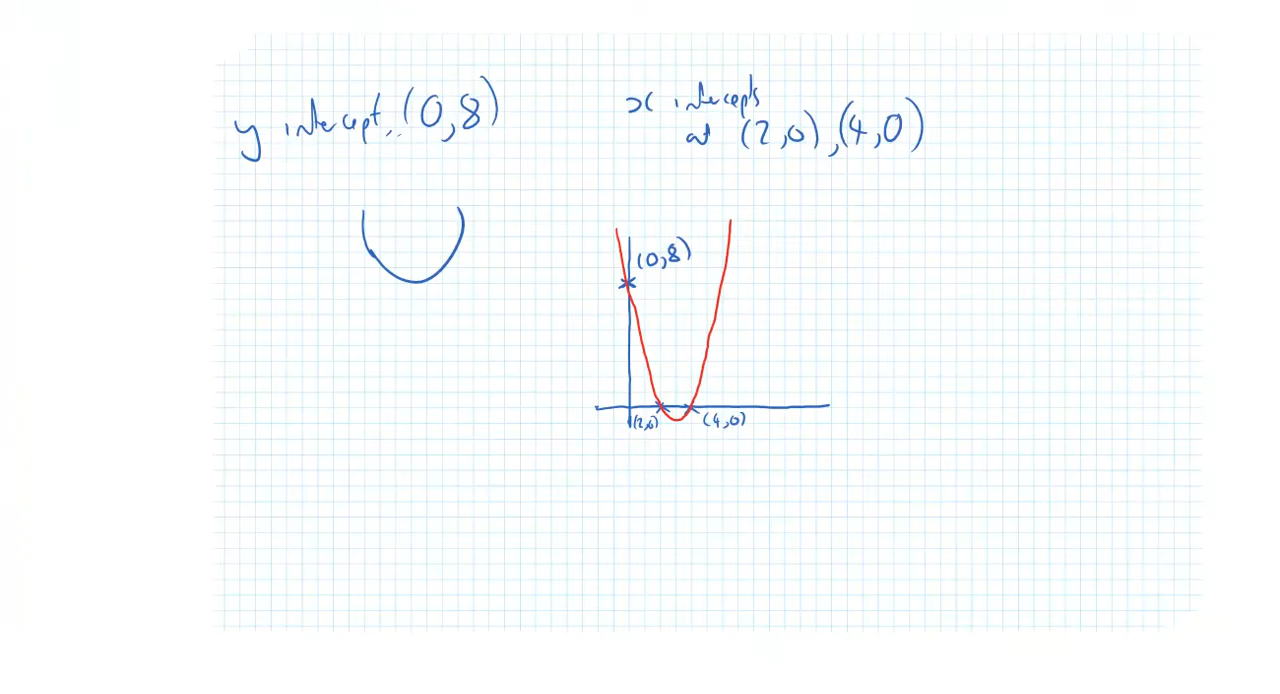 y intercept (0,8)
x intercepts
at (2,0), (4,0)
(0,8)
(2,0)
(4,0)